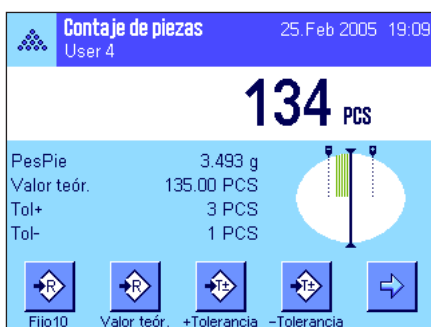 Contaje de piezas 25.Feb 2005 19:09
User 4
134 PCS
PesPie 3.493 g
Valor teór. 135.00 PCS
Tol+ 3 PCS
Tol- 1 PCS
R R T± T±
Fijo10 Valor teór. +Tolerancia -Tolerancia